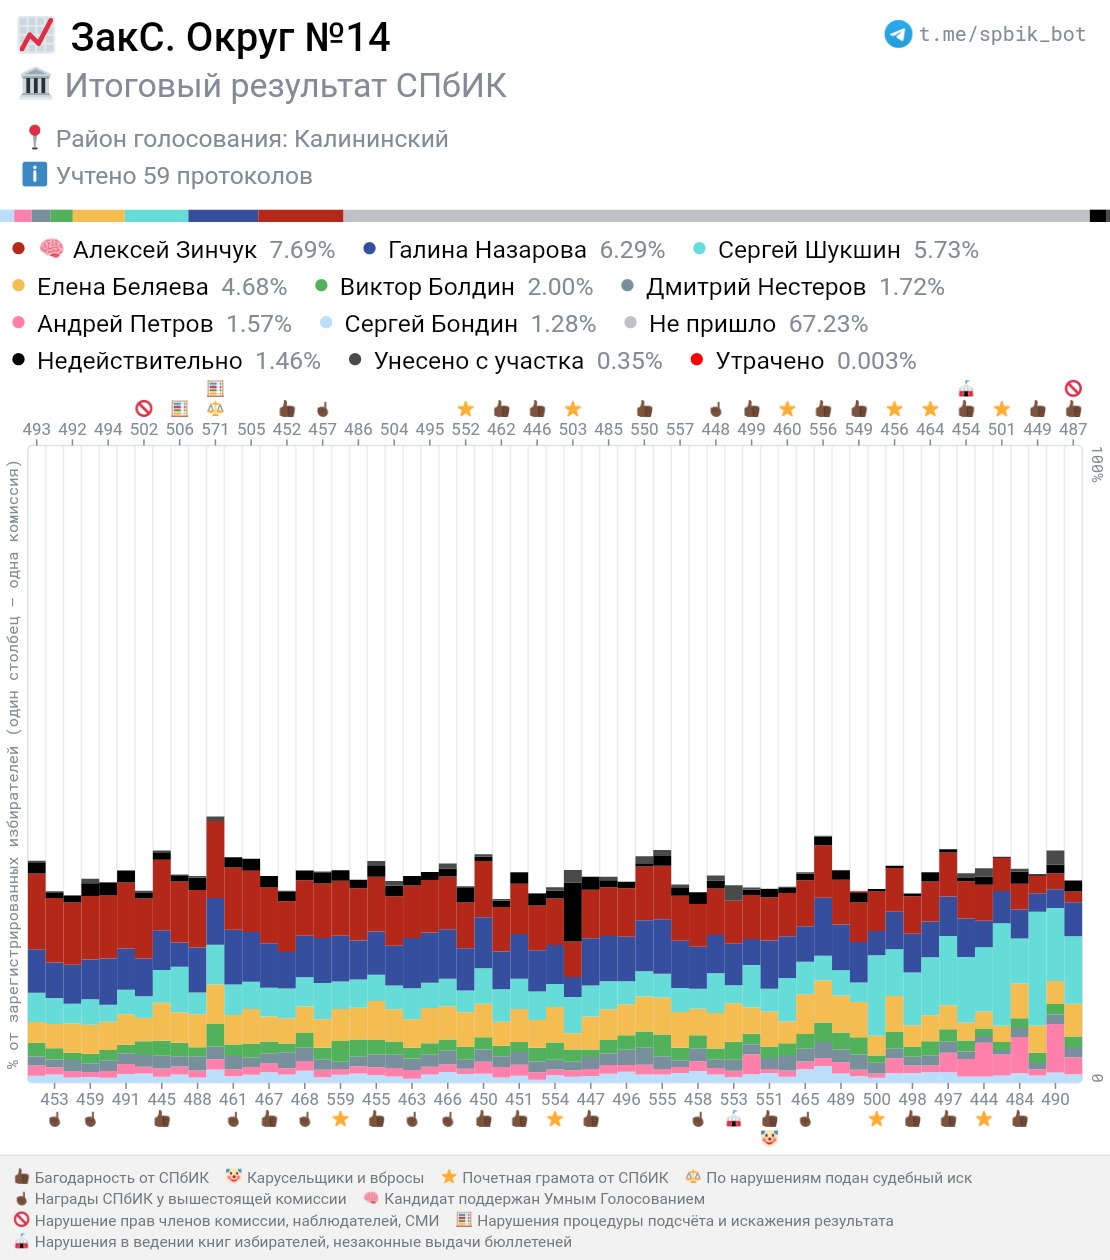 ЗакС. Округ №14
t.me/spbik_bot
Итоговый результат СПбИК
Район голосования: Калининский
Учтено 59 протоколов
Алексей Зинчук 7.69% Галина Назарова 6.29% Сергей Шукшин 5.73%
Елена Беляева 4.68% Виктор Болдин 2.00% Дмитрий Нестеров 1.72%
Андрей Петров 1.57% Сергей Бондин 1.28% Не пришло 67.23%
Недействительно 1.46% Унесено с участка 0.35% Утрачено 0.003%
493 492 494 502 506 571 505 452 457 486 504 495 552 462 446 503 485 550 557 448 499 460 556 549 456 464 454 501 449 487
% от зарегистрированных избирателей (один столбец — одна комиссия)
100%
0
453 459 491 445 488 461 467 468 559 455 463 466 450 451 554 447 496 555 458 553 551 465 489 500 498 497 444 484 490
Багодарность от СПбИК Карусельщики и вбросы Почетная грамота от СПбИК По нарушениям подан судебный иск
Награды СПбИК у вышестоящей комиссии Кандидат поддержан Умным Голосованием
Нарушение прав членов комиссии, наблюдателей, СМИ Нарушения процедуры подсчёта и искажения результата
Нарушения в ведении книг избирателей, незаконные выдачи бюллетеней